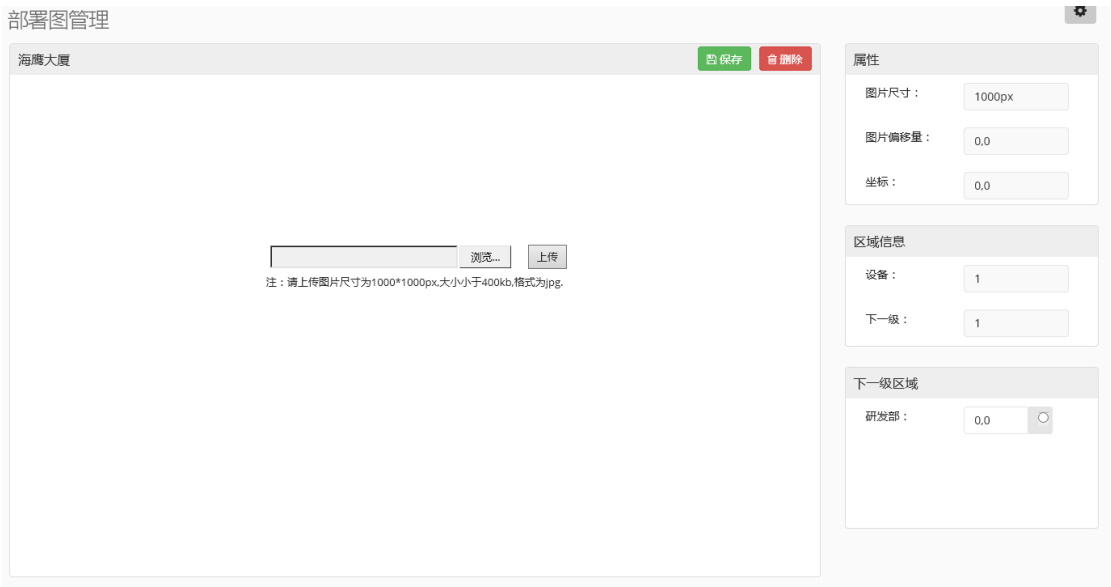 部署图管理
海鹰大厦
保存 删除
浏览... 上传
注：请上传图片尺寸为1000*1000px,大小小于400kb,格式为jpg.
属性
图片尺寸： 1000px
图片偏移量： 0,0
坐标： 0,0
区域信息
设备： 1
下一级： 1
下一级区域
研发部： 0,0